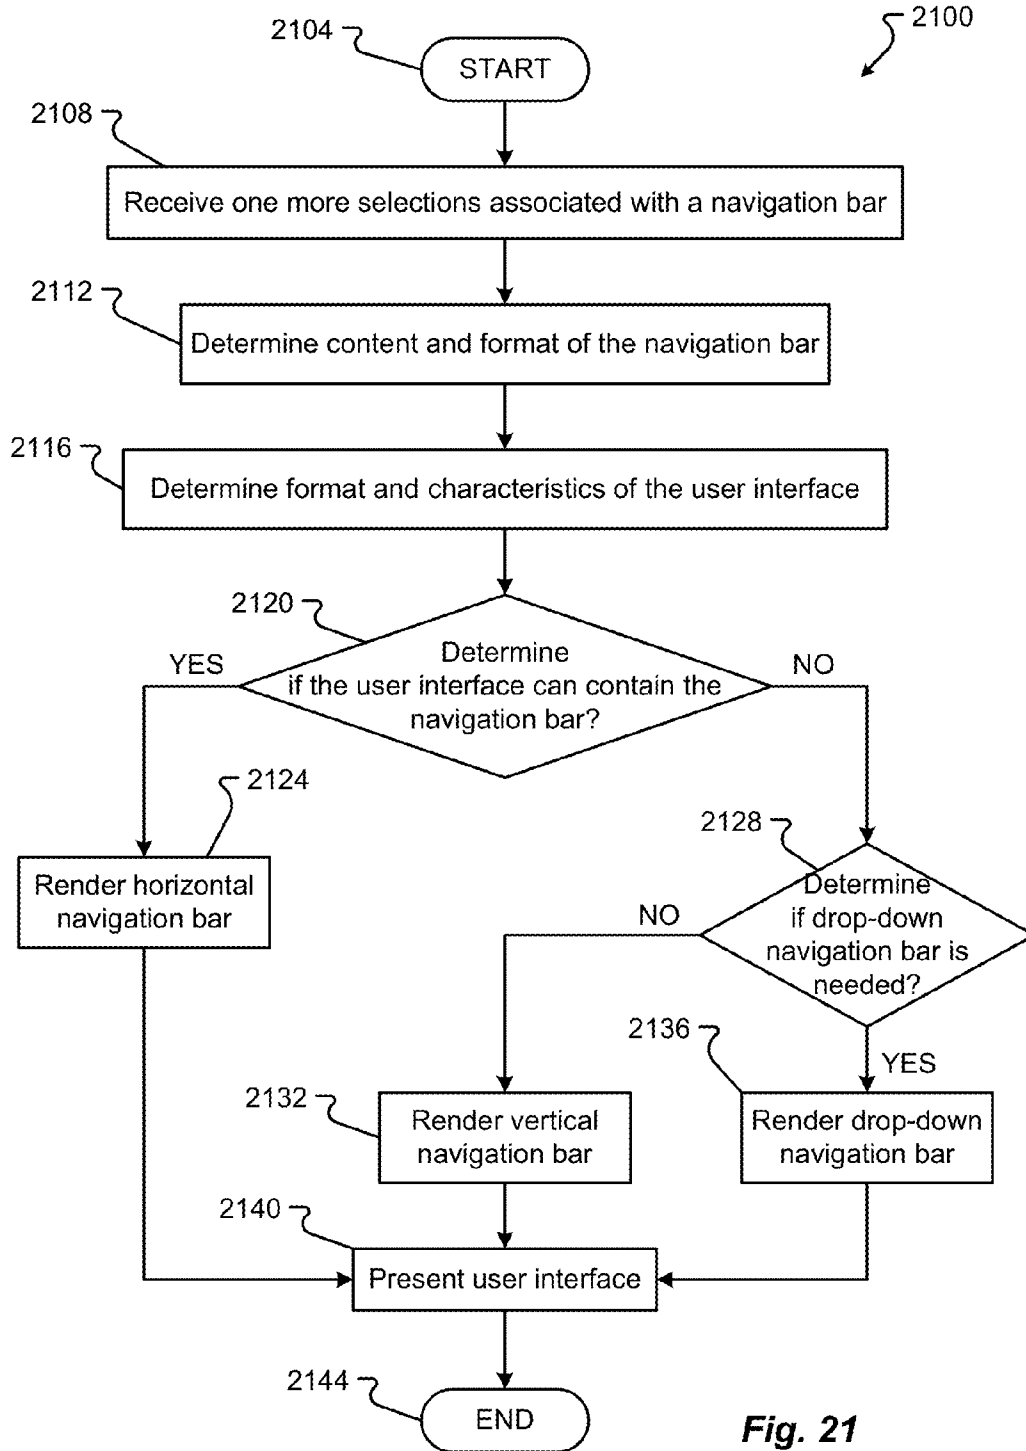 2104
START
2100
2108
Receive one more selections associated with a navigation bar
2112
Determine content and format of the navigation bar
2116
Determine format and characteristics of the user interface
2120
Determine
if the user interface can contain the
navigation bar?
YES
NO
2124
Render horizontal
navigation bar
2128
Determine
if drop-down
navigation bar is
needed?
NO
YES
2132
Render vertical
navigation bar
2136
Render drop-down
navigation bar
2140
Present user interface
2144
END
Fig. 21